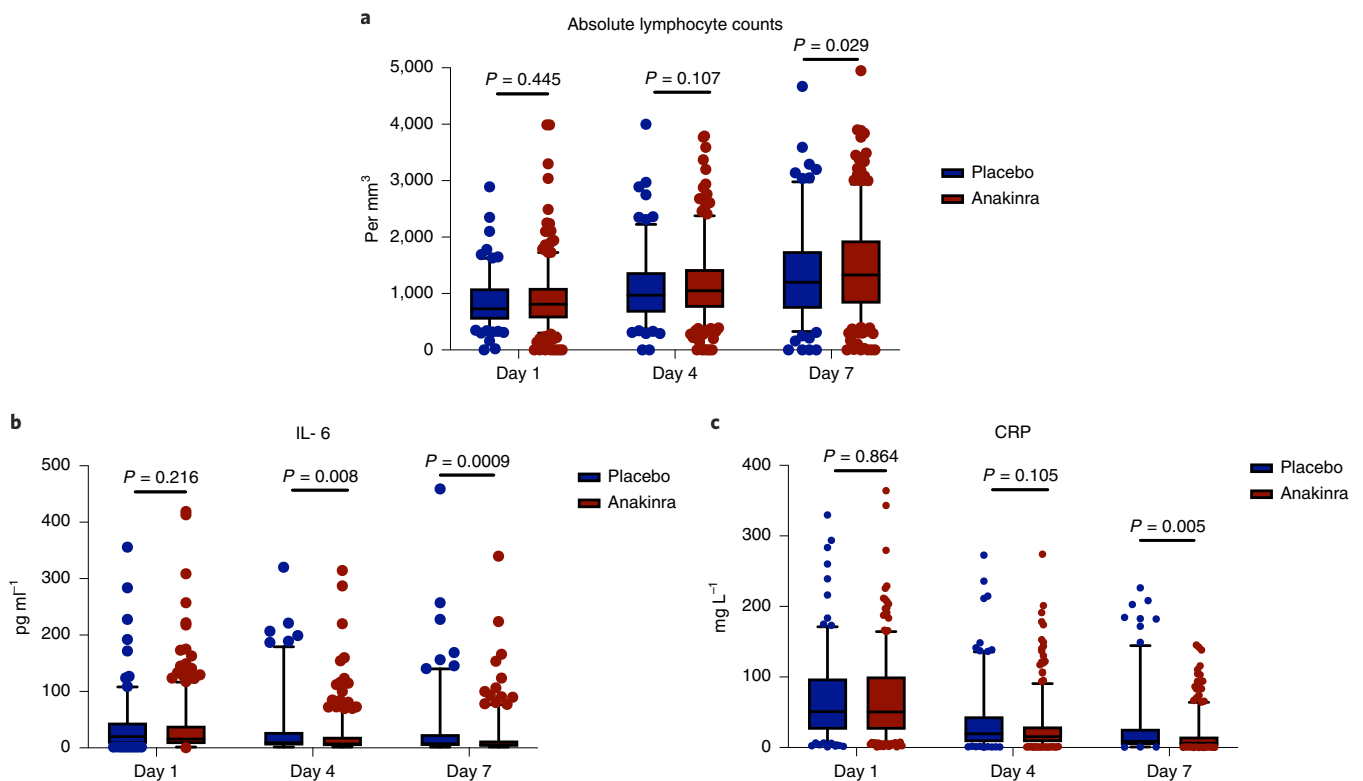 a
Absolute lymphocyte counts
P = 0.445
P = 0.107
P = 0.029
5,000
4,000
3,000
2,000
1,000
0
Per mm³
Day 1
Day 4
Day 7
Placebo
Anakinra
b
IL- 6
P = 0.216
P = 0.008
P = 0.0009
500
400
300
200
100
0
pg ml⁻¹
Day 1
Day 4
Day 7
Placebo
Anakinra
c
CRP
P = 0.864
P = 0.105
P = 0.005
400
300
200
100
0
mg L⁻¹
Day 1
Day 4
Day 7
Placebo
Anakinra